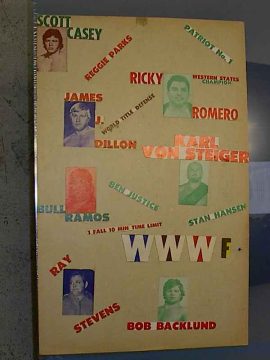 SCOTT
CASEY
REGGIE PARKS
PATRIOT No. 1
RICKY
WESTERN STATES
CHAMPION
ROMERO
JAMES
J.
DILLON
WORLD TITLE DEFENSE
KARL
VON STEIGER
BEN JUSTICE
BULL
RAMOS
STAN HANSEN
1 FALL 10 MIN TIME LIMIT
WWWF
RAY
STEVENS
BOB BACKLUND